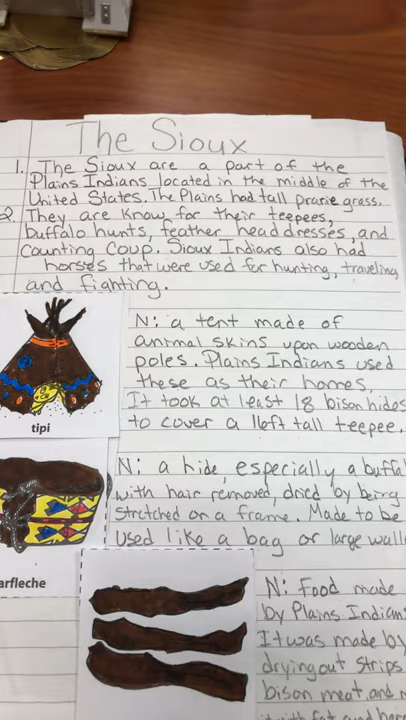 The Sioux
1. The Sioux are a part of the
Plains Indians located in the middle of the
United States. The Plains had tall prarie grass.
2. They are know for their teepees,
buffalo hunts, feather headdresses, and
Counting Coup. Sioux Indians also had
horses that were used for hunting, traveling,
and fianting.
N: a tent made of
animal skins upon wooden
poles. Plains Indians used
these as their homes.
It took at least 18 bison hides
to cover a 16ft tall teepee.
tipi
N: a hide, especially a buffa
with hair removed, dried by being
stretched on a frame. Made to be
used like a bag or large wall
arfleche
N: Food made
by Plains Indian
It was made by
drying out strips
bison meat and